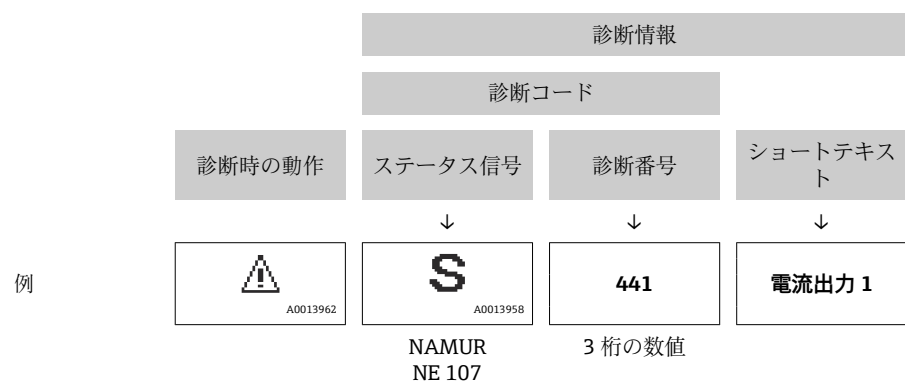 診断情報
診断コード
診断時の動作
ステータス信号
診断番号
ショートテキス
ト
↓
↓
↓
例
⚠
A0013962
S
A0013958
441
電流出力 1
NAMUR
NE 107
3 桁の数値